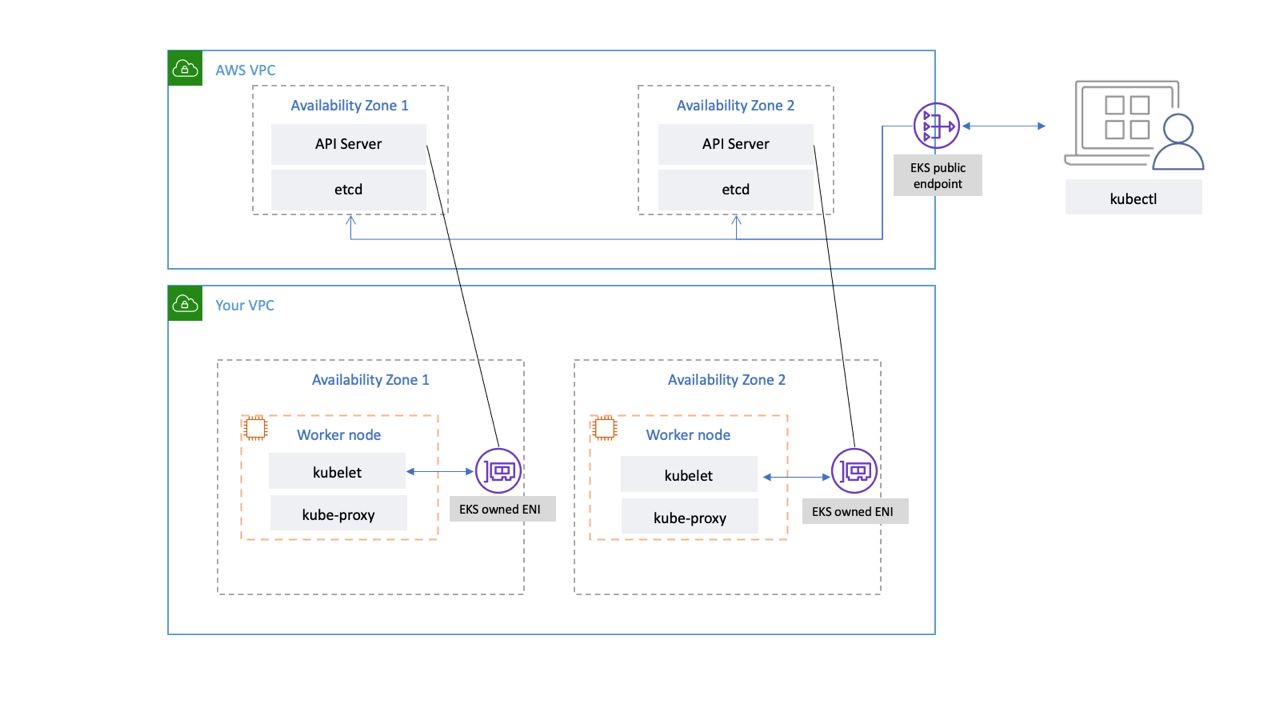 AWS VPC
Availability Zone 1
API Server
etcd
Availability Zone 2
API Server
etcd
EKS public
endpoint
kubectl
Your VPC
Availability Zone 1
Worker node
kubelet
kube-proxy
EKS owned ENI
Availability Zone 2
Worker node
kubelet
kube-proxy
EKS owned ENI